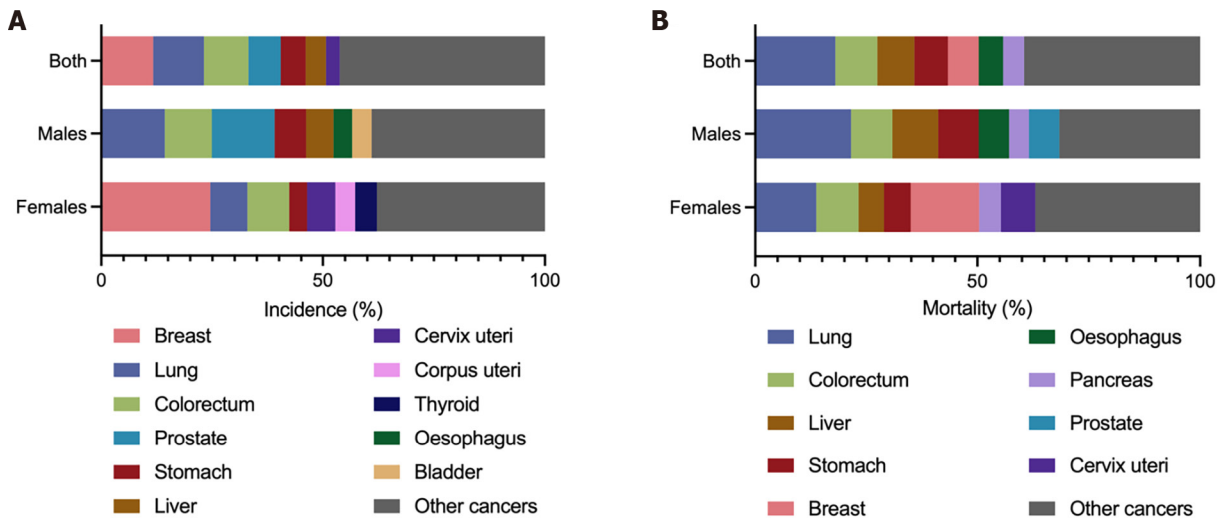 A
Both
Males
Females
0
50
100
Incidence (%)
Breast
Lung
Colorectum
Prostate
Stomach
Liver
Cervix uteri
Corpus uteri
Thyroid
Oesophagus
Bladder
Other cancers
B
Both
Males
Females
0
50
100
Mortality (%)
Lung
Colorectum
Liver
Stomach
Breast
Oesophagus
Pancreas
Prostate
Cervix uteri
Other cancers